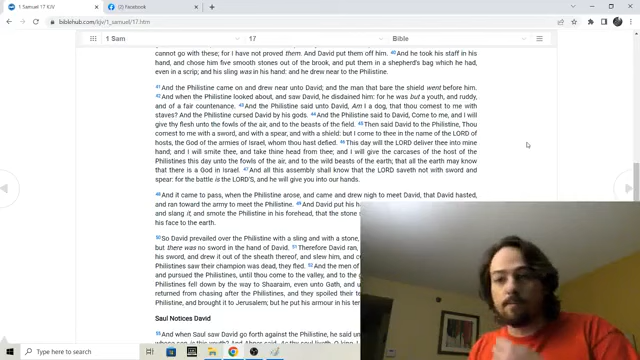 1 Samuel 17 KJV
(2) Facebook
biblehub.com/kjv/1_samuel/17.htm
1 Sam
17
Bible
cannot go with these; for I have not proved them. And David put them off him. 40 And he took his staff in his
hand, and chose him five smooth stones out of the brook, and put them in a shepherd's bag which he had,
even in a scrip; and his sling was in his hand: and he drew near to the Philistine.
41 And the Philistine came on and drew near unto David; and the man that bare the shield went before him.
42 And when the Philistine looked about, and saw David, he disdained him: for he was but a youth, and ruddy,
and of a fair countenance. 43 And the Philistine said unto David, Am I a dog, that thou comest to me with
staves? And the Philistine cursed David by his gods. 44 And the Philistine said to David, Come to me, and I will
give thy flesh unto the fowls of the air, and to the beasts of the field. 45 Then said David to the Philistine, Thou
comest to me with a sword, and with a spear, and with a shield: but I come to thee in the name of the LORD of
hosts, the God of the armies of Israel, whom thou hast defied. 46 This day will the LORD deliver thee into mine
hand; and I will smite thee, and take thine head from thee; and I will give the carcases of the host of the
Philistines this day unto the fowls of the air, and to the wild beasts of the earth; that all the earth may know
that there is a God in Israel. 47 And all this assembly shall know that the LORD saveth not with sword and
spear: for the battle is the LORD'S, and he will give you into our hands.
48 And it came to pass, when the Philistine arose, and came and drew nigh to meet David, that David hasted,
and ran toward the army to meet the Philistine. 49 And David put his
and slang it, and smote the Philistine in his forehead, that the stone
his face to the earth.
50 So David prevailed over the Philistine with a sling and with a stone,
but there was no sword in the hand of David. 51 Therefore David ran,
his sword, and drew it out of the sheath thereof, and slew him, and
Philistines saw their champion was dead, they fled. 52 And the men of
and pursued the Philistines, until thou come to the valley, and to the
Philistines fell down by the way to Shaaraim, even unto Gath, and
returned from chasing after the Philistines, and they spoiled their
Philistine, and brought it to Jerusalem; but he put his armour in his
Saul Notices David
55 And when Saul saw David go forth against the Philistine, he said
Type here to search